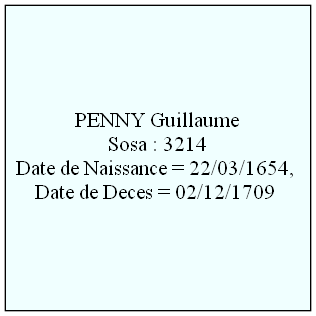 PENNY Guillaume
Sosa : 3214
Date de Naissance = 22/03/1654,
Date de Deces = 02/12/1709